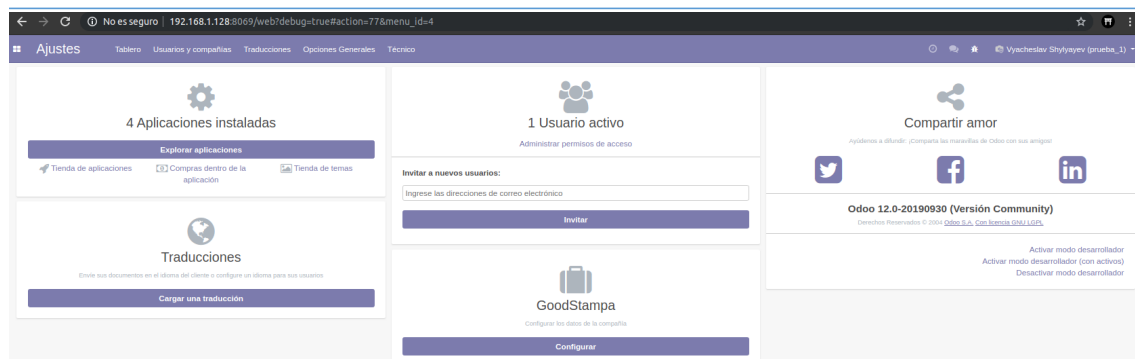 No es seguro | 192.168.1.128:8069/web?debug=true#action=77&menu_id=4
Ajustes Tablero Usuarios y compañías Traducciones Opciones Generales Técnico Vyacheslav Shylyayev (prueba_1)
4 Aplicaciones instaladas
Explorar aplicaciones
Tienda de aplicaciones
Compras dentro de la
aplicación
Tienda de temas
Traducciones
Envíe sus documentos en el idioma del cliente o configure un idioma para sus usuarios
Cargar una traducción
1 Usuario activo
Administrar permisos de acceso
Invitar a nuevos usuarios:
Ingrese las direcciones de correo electrónico
Invitar
GoodStampa
Configurar los datos de la compañía
Configurar
Compartir amor
Ayúdenos a difundir: ¡Comparta las maravillas de Odoo con sus amigos!
Odoo 12.0-20190930 (Versión Community)
Derechos Reservados © 2004 Odoo S.A. Con licencia GNU LGPL.
Activar modo desarrollador
Activar modo desarrollador (con activos)
Desactivar modo desarrollador